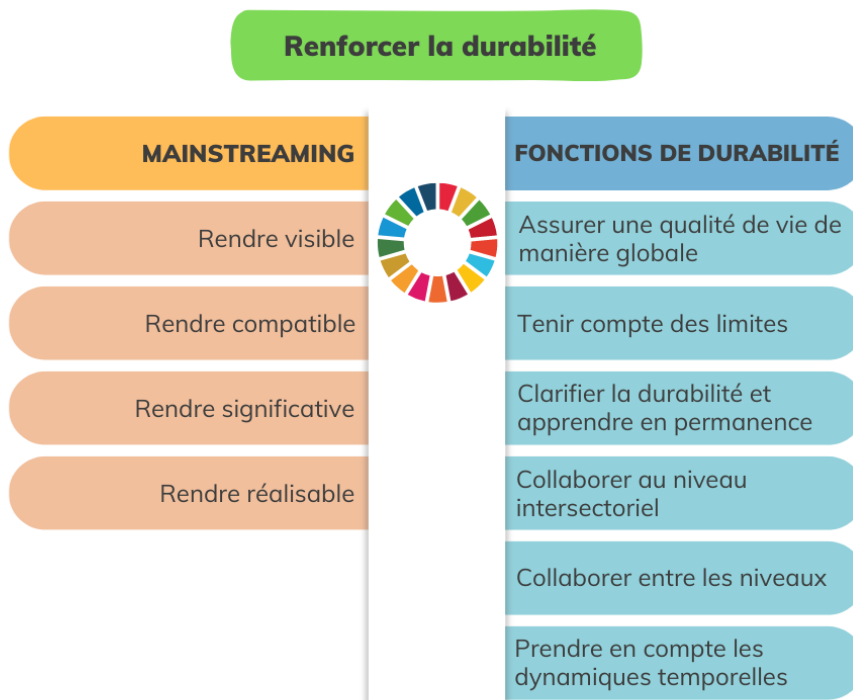 Renforcer la durabilité
MAINSTREAMING
Rendre visible
Rendre compatible
Rendre significative
Rendre réalisable
FONCTIONS DE DURABILITÉ
Assurer une qualité de vie de
manière globale
Tenir compte des limites
Clarifier la durabilité et
apprendre en permanence
Collaborer au niveau
intersectoriel
Collaborer entre les niveaux
Prendre en compte les
dynamiques temporelles